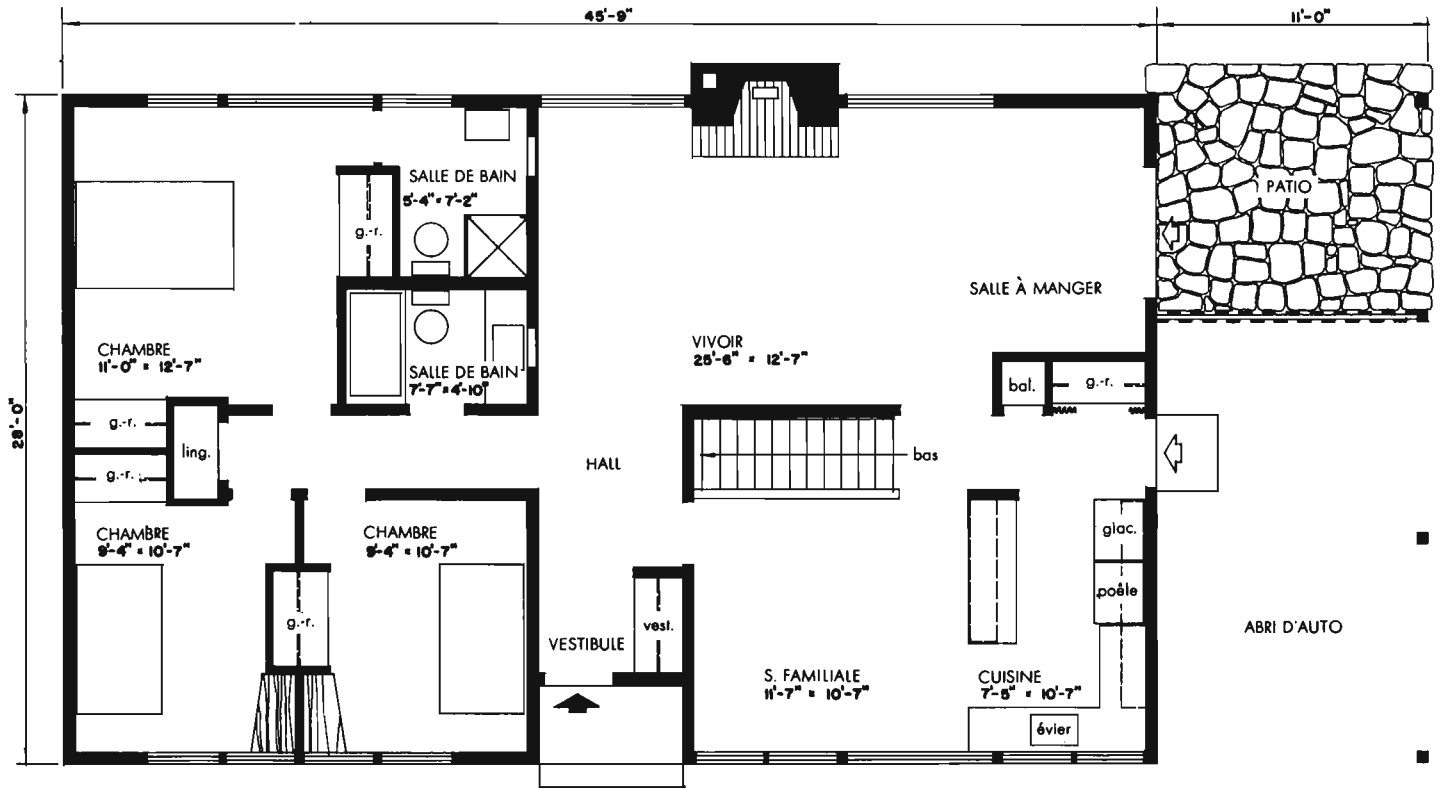 45'-9"
11'-0"
28'-0"
SALLE DE BAIN
5'-4" = 7'-2"
g.-r.
PATIO
SALLE À MANGER
CHAMBRE
11'-0" = 12'-7"
VIVOIR
25'-6" = 12'-7"
SALLE DE BAIN
7'-7" = 4'-10"
bal.
g.-r.
g.-r.
ling.
g.-r.
HALL
bas
CHAMBRE
9'-4" = 10'-7"
CHAMBRE
9'-4" = 10'-7"
glac.
poêle
g.-r.
vest.
VESTIBULE
ABRI D'AUTO
S. FAMILIALE
11'-7" = 10'-7"
CUISINE
7'-5" = 10'-7"
évier